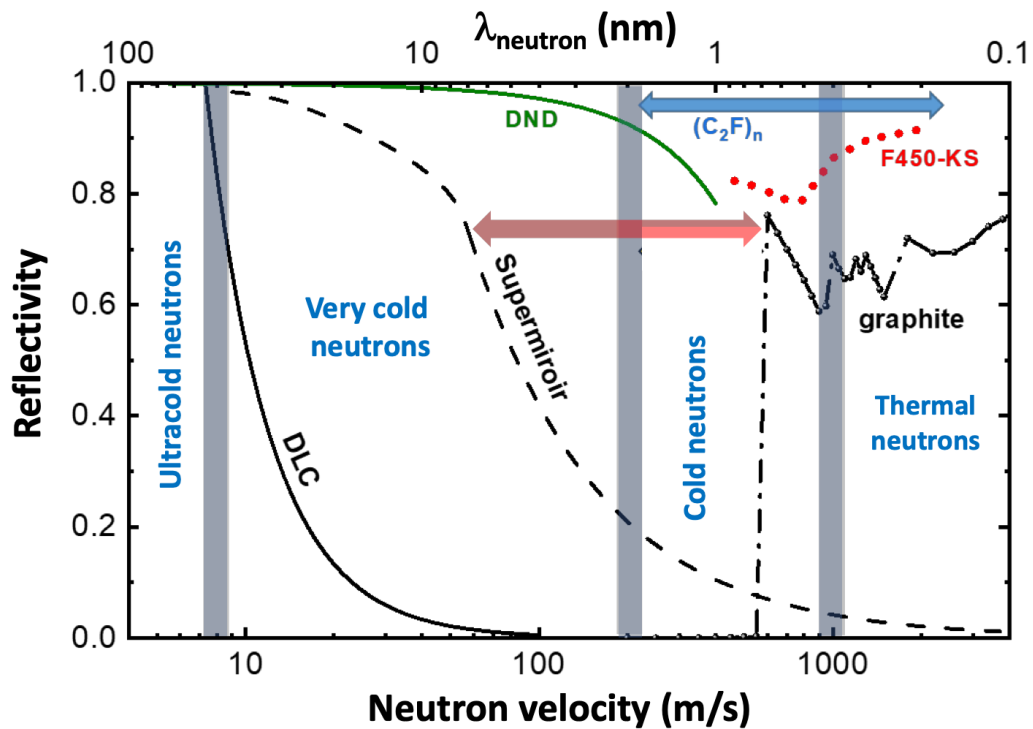 λneutron (nm)
100 10 1 0.1
1.0
DND
(C2F)n
F450-KS
0.8
Supermiroir
0.6
Very cold
neutrons
graphite
Reflectivity
Ultracold neutrons
Cold neutrons
Thermal
neutrons
0.4
DLC
0.2
0.0
10 100 1000
Neutron velocity (m/s)